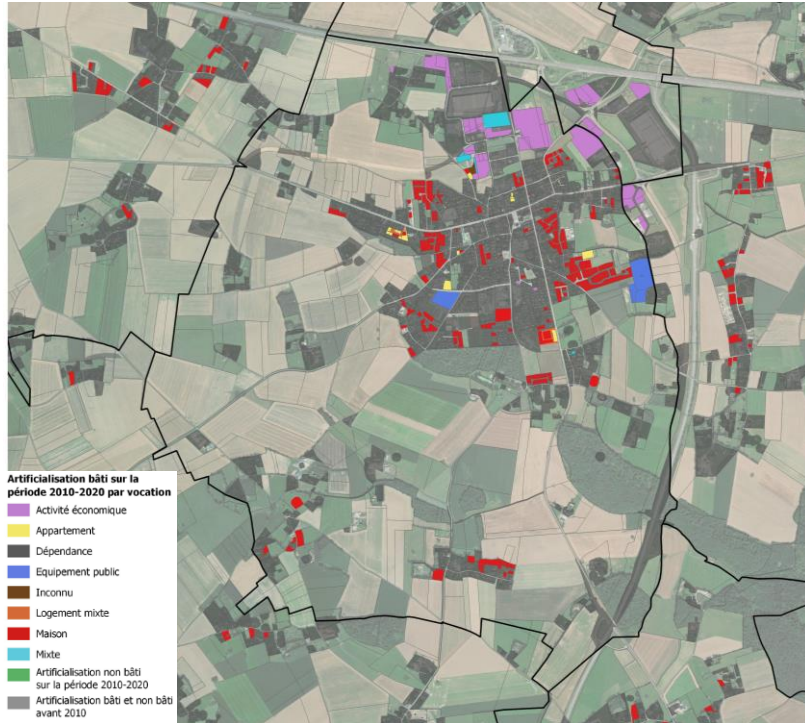 Artificialisation bâti sur la
période 2010-2020 par vocation
Activité économique
Appartement
Dépendance
Equipement public
Inconnu
Logement mixte
Maison
Mixte
Artificialisation non bâti
sur la période 2010-2020
Artificialisation bâti et non bâti
avant 2010